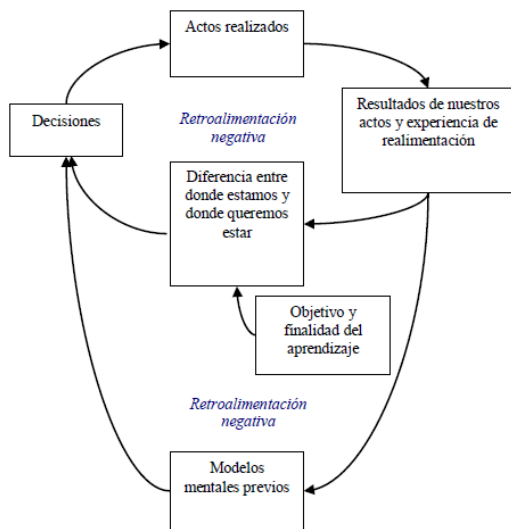 Actos realizados
Decisiones
Retroalimentación
negativa
Resultados de nuestros
actos y experiencia de
realimentación
Diferencia entre
donde estamos y
donde queremos
estar
Objetivo y
finalidad del
aprendizaje
Retroalimentación
negativa
Modelos
mentales previos